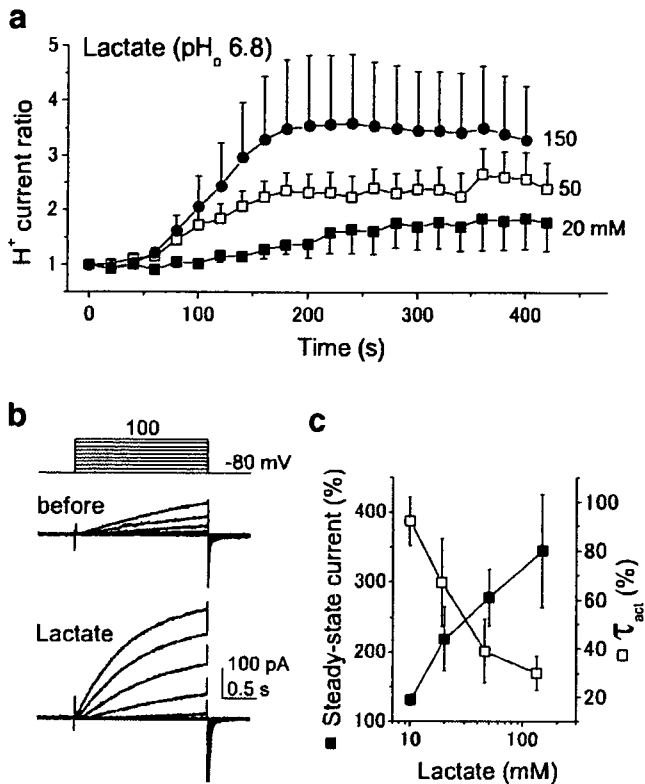 a
Lactate (pHo 6.8)
H+ current ratio
5
4
3
2
1
150
50
20 mM
0
100
200
300
400
Time (s)
b
100
-80 mV
before
Lactate
100 pA
0.5 s
c
■ Steady-state current (%)
400
300
200
100
100
80
60
40
20
□ τact (%)
10
100
Lactate (mM)